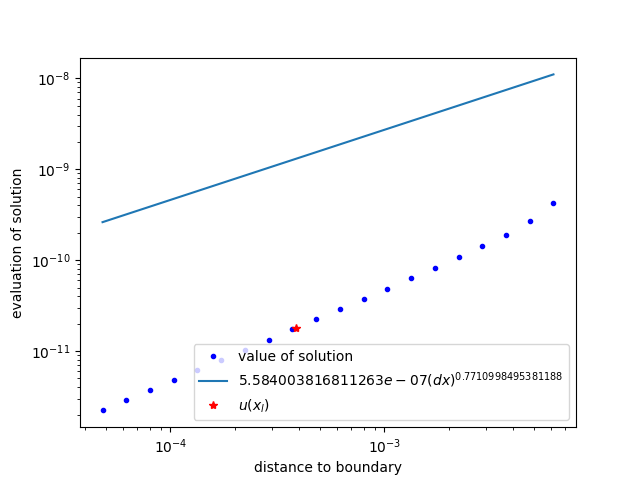 10^{-8}
10^{-9}
10^{-10}
10^{-11}
evaluation of solution
value of solution
5.584003816811263e − 07(dx)^{0.7710998495381188}
u(x_l)
10^{-4} 10^{-3}
distance to boundary